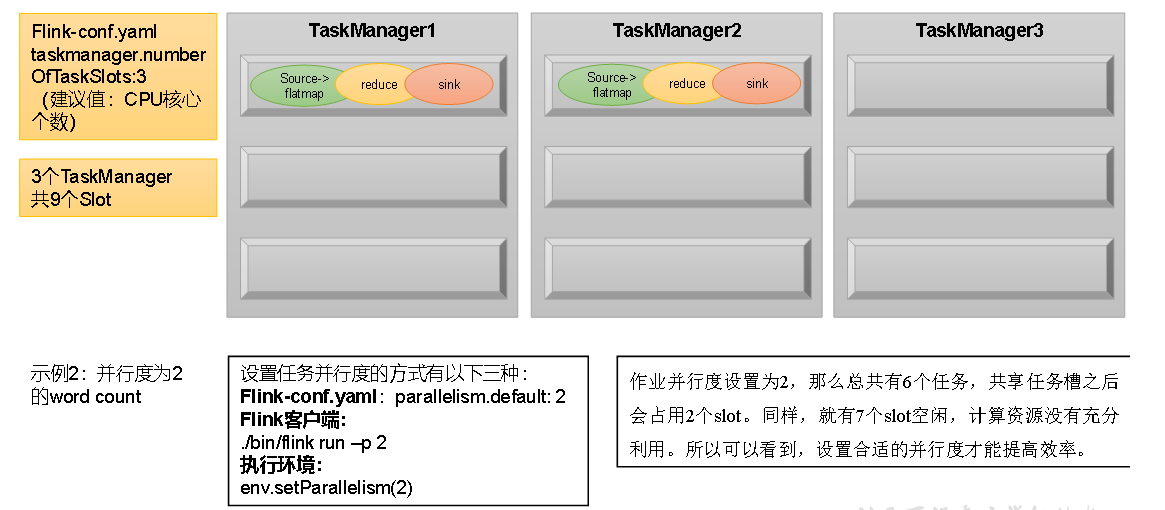 Flink-conf.yaml
taskmanager.number
OfTaskSlots:3
（建议值：CPU核心
个数）
3个TaskManager
共9个Slot
TaskManager1
Source->
flatmap
reduce
sink
TaskManager2
Source->
flatmap
reduce
sink
TaskManager3
示例2：并行度为2
的word count
设置任务并行度的方式有以下三种：
Flink-conf.yaml：parallelism.default: 2
Flink客户端:
./bin/flink run –p 2
执行环境:
env.setParallelism(2)
作业并行度设置为2，那么总共有6个任务，共享任务槽之后
会占用2个slot。同样，就有7个slot空闲，计算资源没有充分
利用。所以可以看到，设置合适的并行度才能提高效率。